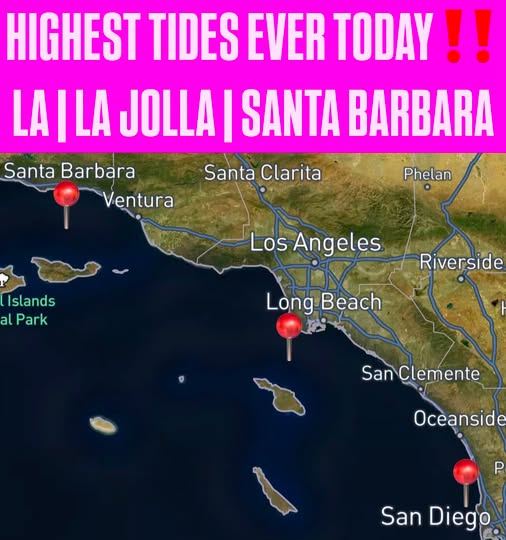 HIGHEST TIDES EVER TODAY‼️
LA | LA JOLLA | SANTA BARBARA
Santa Barbara
Santa Clarita
Phelan
Ventura
Los Angeles
Riverside
l Islands
al Park
Long Beach
H
San Clemente
Oceanside
P
San Diego